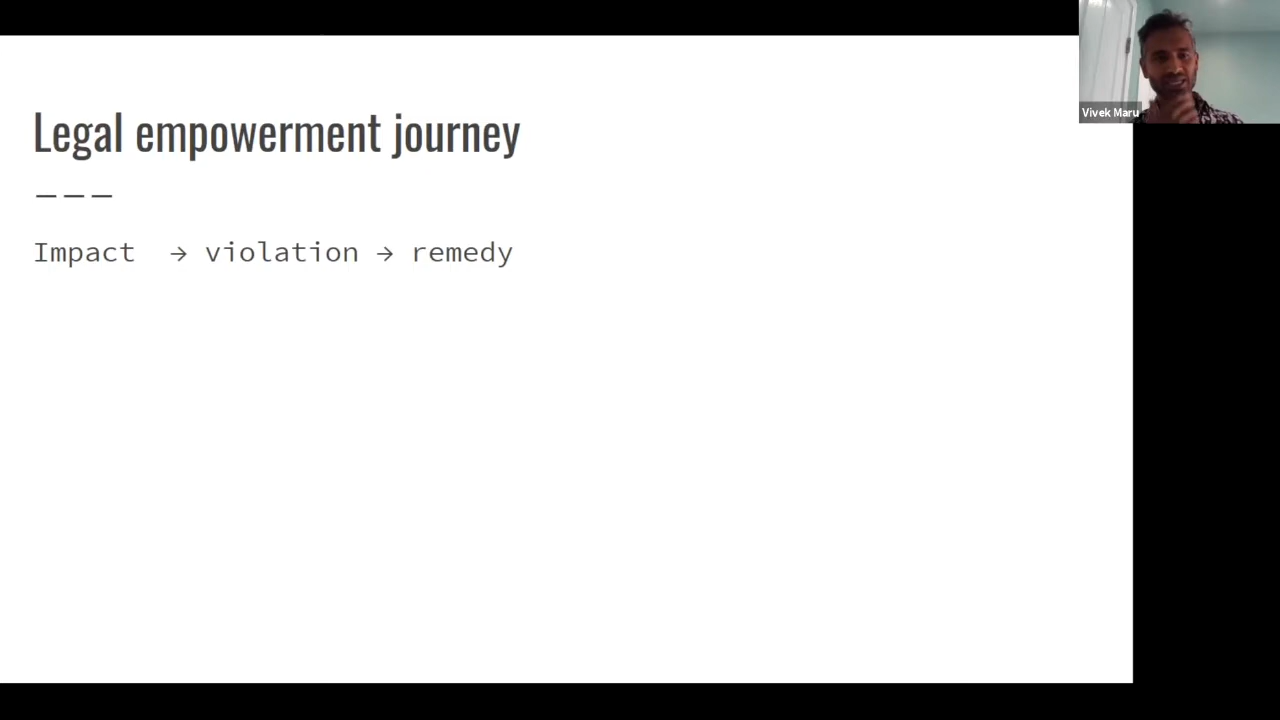 Vivek Maru
Legal empowerment journey
———
Impact → violation → remedy